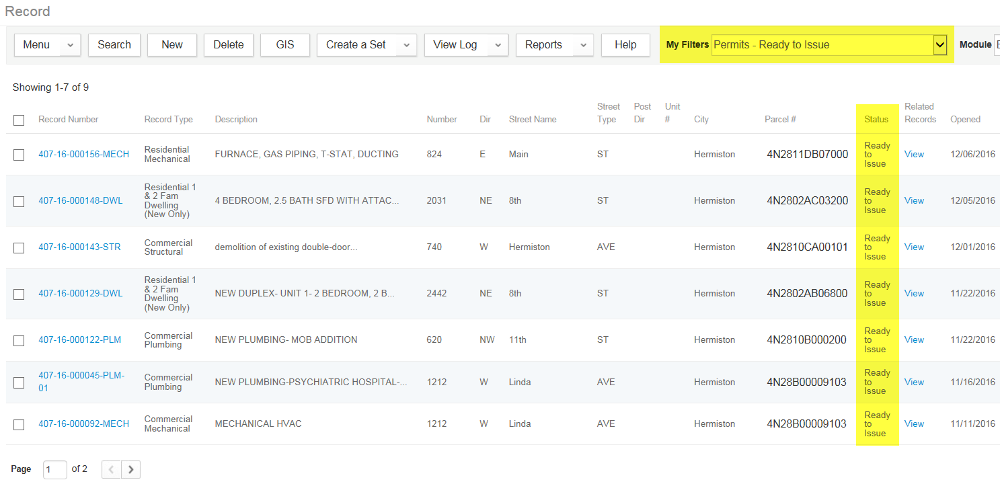 Record
Menu Search New Delete GIS Create a Set View Log Reports Help My Filters Permits - Ready to Issue Module
Showing 1-7 of 9
Record Number Record Type Description Number Dir Street Name Street Type Post Dir Unit # City Parcel # Status Related Records Opened
407-16-000156-MECH Residential Mechanical FURNACE, GAS PIPING, T-STAT, DUCTING 824 E Main ST Hermiston 4N2811DB07000 Ready to Issue View 12/06/2016
407-16-000148-DWL Residential 1 & 2 Fam Dwelling (New Only) 4 BEDROOM, 2.5 BATH SFD WITH ATTAC... 2031 NE 8th ST Hermiston 4N2802AC03200 Ready to Issue View 12/05/2016
407-16-000143-STR Commercial Structural demolition of existing double-door... 740 W Hermiston AVE Hermiston 4N2810CA00101 Ready to Issue View 12/01/2016
407-16-000129-DWL Residential 1 & 2 Fam Dwelling (New Only) NEW DUPLEX- UNIT 1- 2 BEDROOM, 2 B... 2442 NE 8th ST Hermiston 4N2802AB06800 Ready to Issue View 11/22/2016
407-16-000122-PLM Commercial Plumbing NEW PLUMBING- MOB ADDITION 620 NW 11th ST Hermiston 4N2810B000200 Ready to Issue View 11/22/2016
407-16-000045-PLM-01 Commercial Plumbing NEW PLUMBING-PSYCHIATRIC HOSPITAL-... 1212 W Linda AVE Hermiston 4N28B00009103 Ready to Issue View 11/16/2016
407-16-000092-MECH Commercial Mechanical MECHANICAL HVAC 1212 W Linda AVE Hermiston 4N28B00009103 Ready to Issue View 11/11/2016
Page 1 of 2